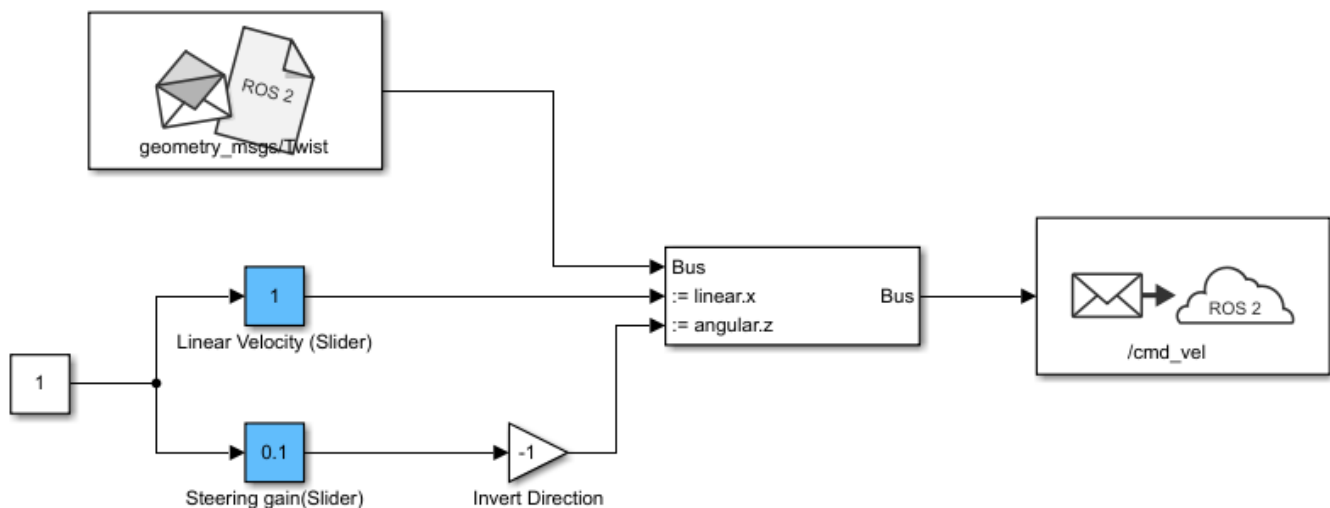 ROS 2
geometry_msgs/Twist
Bus
:= linear.x
:= angular.z
Bus
ROS 2
/cmd_vel
1
Linear Velocity (Slider)
1
0.1
Steering gain(Slider)
-1
Invert Direction